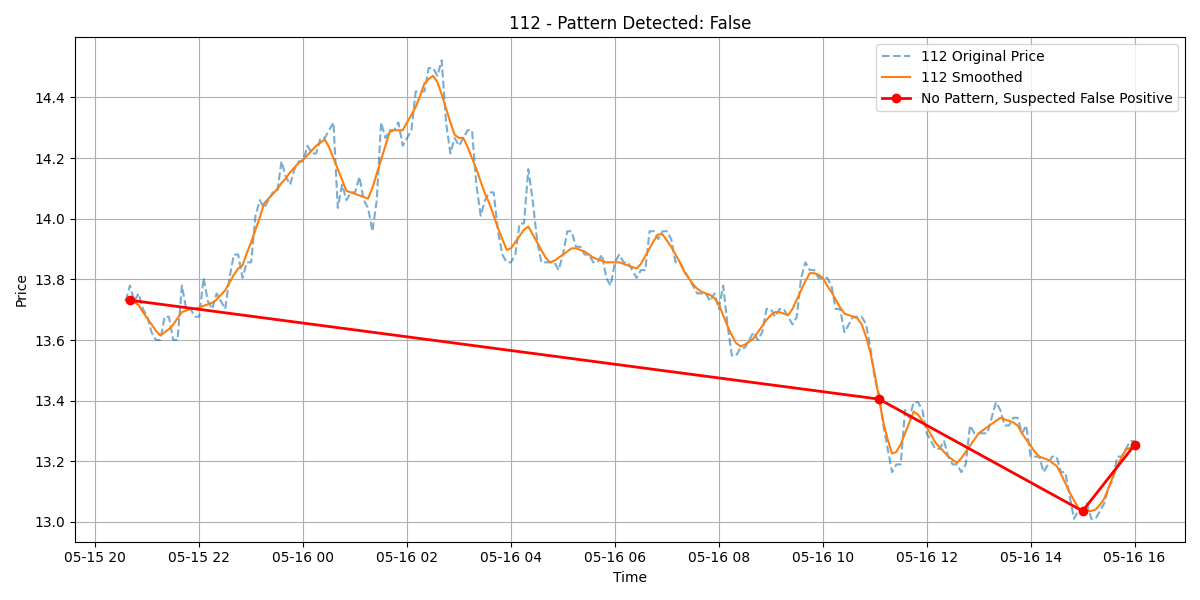 112 - Pattern Detected: False
112 Original Price
112 Smoothed
No Pattern, Suspected False Positive
Price
14.4
14.2
14.0
13.8
13.6
13.4
13.2
13.0
05-15 20 05-15 22 05-16 00 05-16 02 05-16 04 05-16 06 05-16 08 05-16 10 05-16 12 05-16 14 05-16 16
Time